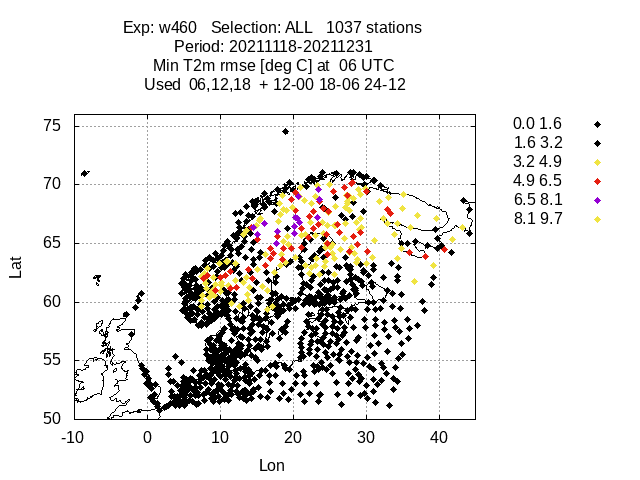 Exp: w460 Selection: ALL 1037 stations
Period: 20211118-20211231
Min T2m rmse [deg C] at 06 UTC
Used 06,12,18 + 12-00 18-06 24-12
75
70
65
60
55
50
Lat
-10 0 10 20 30 40
Lon
0.0 1.6
1.6 3.2
3.2 4.9
4.9 6.5
6.5 8.1
8.1 9.7